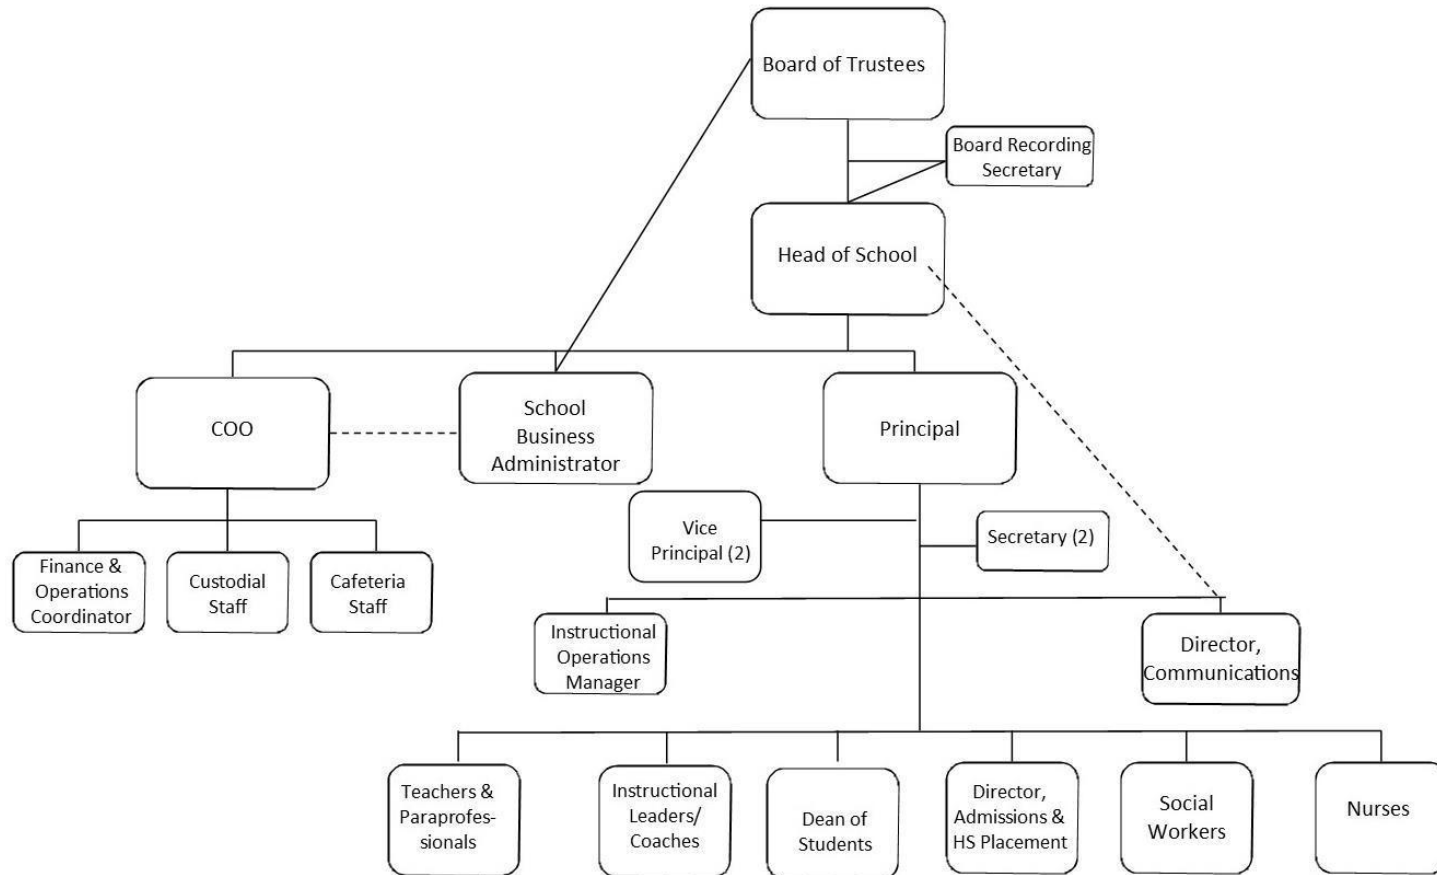 Board of Trustees
Board Recording
Secretary
Head of School
COO
School
Business
Administrator
Principal
Vice
Principal (2)
Secretary (2)
Finance &
Operations
Coordinator
Custodial
Staff
Cafeteria
Staff
Instructional
Operations
Manager
Director,
Communications
Teachers &
Paraprofes-
sionals
Instructional
Leaders/
Coaches
Dean of
Students
Director,
Admissions &
HS Placement
Social
Workers
Nurses